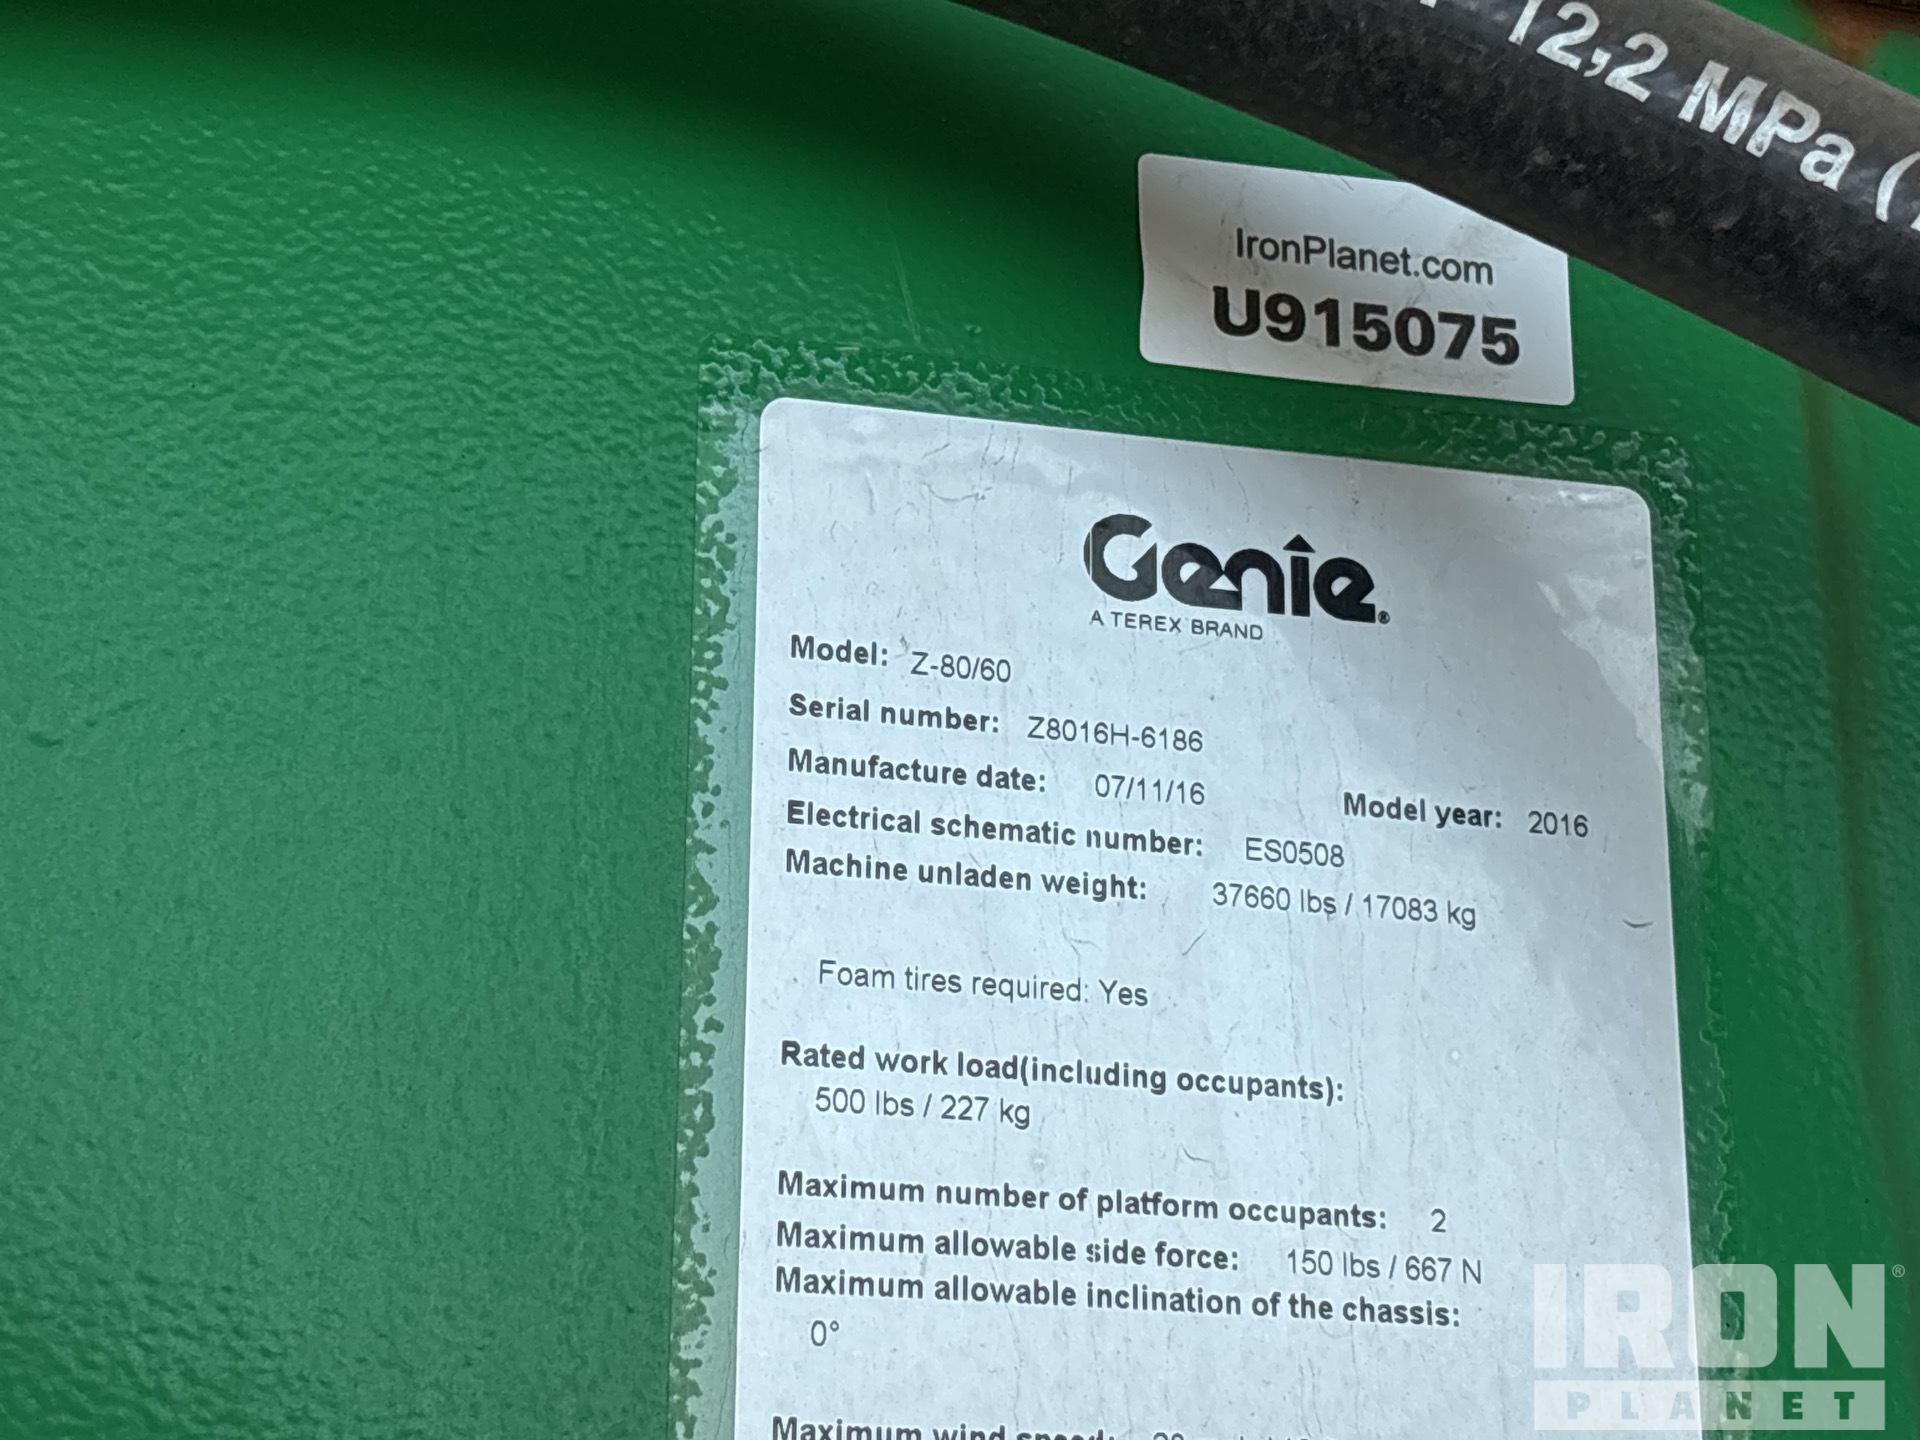 12,2 MPa (
IronPlanet.com
U915075
Genie®
A TEREX BRAND
Model: Z-80/60
Serial number: Z8016H-6186
Manufacture date: 07/11/16 Model year: 2016
Electrical schematic number: ES0508
Machine unladen weight: 37660 lbs / 17083 kg
Foam tires required: Yes
Rated work load(including occupants):
500 lbs / 227 kg
Maximum number of platform occupants: 2
Maximum allowable side force: 150 lbs / 667 N
Maximum allowable inclination of the chassis:
0°
Maximum wind speed:
IRON®
PLANET